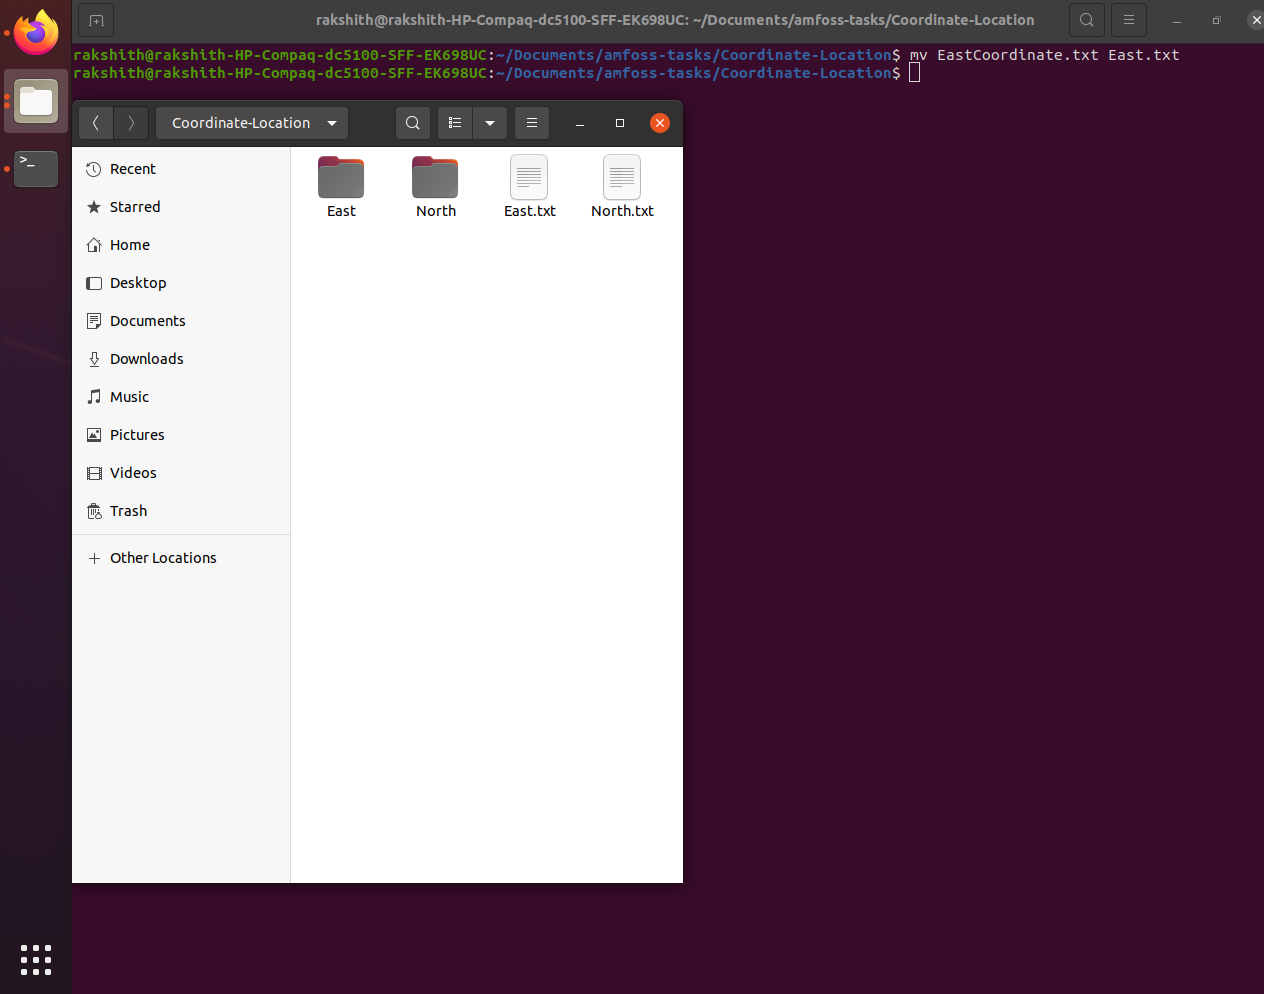 rakshith@rakshith-HP-Compaq-dc5100-SFF-EK698UC: ~/Documents/amfoss-tasks/Coordinate-Location
rakshith@rakshith-HP-Compaq-dc5100-SFF-EK698UC:~/Documents/amfoss-tasks/Coordinate-Location$ mv EastCoordinate.txt East.txt
rakshith@rakshith-HP-Compaq-dc5100-SFF-EK698UC:~/Documents/amfoss-tasks/Coordinate-Location$
>_
Coordinate-Location
Recent
Starred
Home
Desktop
Documents
Downloads
Music
Pictures
Videos
Trash
Other Locations
East North East.txt North.txt